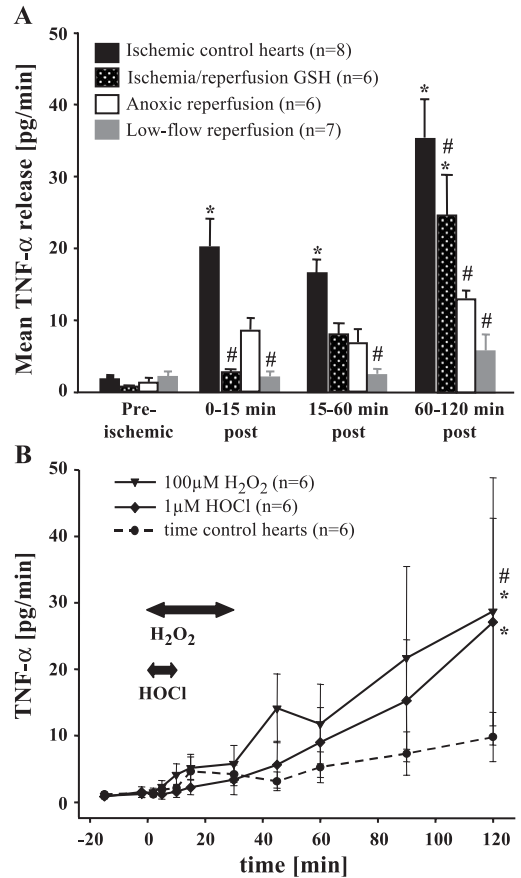 A
Mean TNF-α release [pg/min]
50
40
30
20
10
0
Ischemic control hearts (n=8)
Ischemia/reperfusion GSH (n=6)
Anoxic reperfusion (n=6)
Low-flow reperfusion (n=7)
*
#
#
*
#
*
#
*
#
#
Pre-
ischemic
0-15 min
post
15-60 min
post
60-120 min
post
B
TNF-α [pg/min]
50
40
30
20
10
0
100μM H₂O₂ (n=6)
1μM HOCl (n=6)
time control hearts (n=6)
H₂O₂
HOCl
#
*
*
-20 0 20 40 60 80 100 120
time [min]